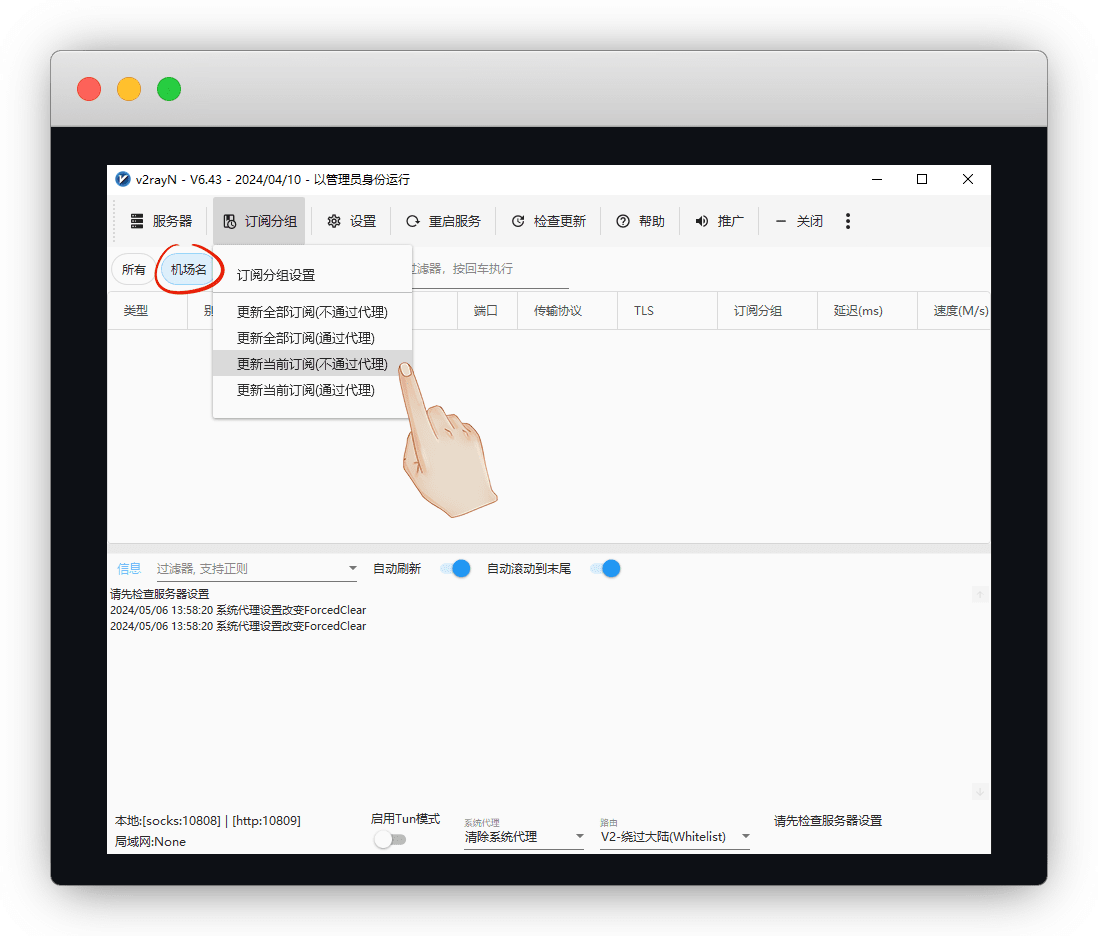 v2rayN - V6.43 - 2024/04/10 - 以管理员身份运行
服务器 订阅分组 设置 重启服务 检查更新 帮助 推广 关闭
所有 机场名 过滤器，按回车执行
订阅分组设置
类型 别 端口 传输协议 TLS 订阅分组 延迟(ms) 速度(M/s)
更新全部订阅(不通过代理)
更新全部订阅(通过代理)
更新当前订阅(不通过代理)
更新当前订阅(通过代理)
信息 过滤器, 支持正则 自动刷新 自动滚动到末尾
请先检查服务器设置
2024/05/06 13:58:20 系统代理设置改变ForcedClear
2024/05/06 13:58:20 系统代理设置改变ForcedClear
本地:[socks:10808] | [http:10809] 启用Tun模式 系统代理 路由 请先检查服务器设置
局域网:None 清除系统代理 V2-绕过大陆(Whitelist)